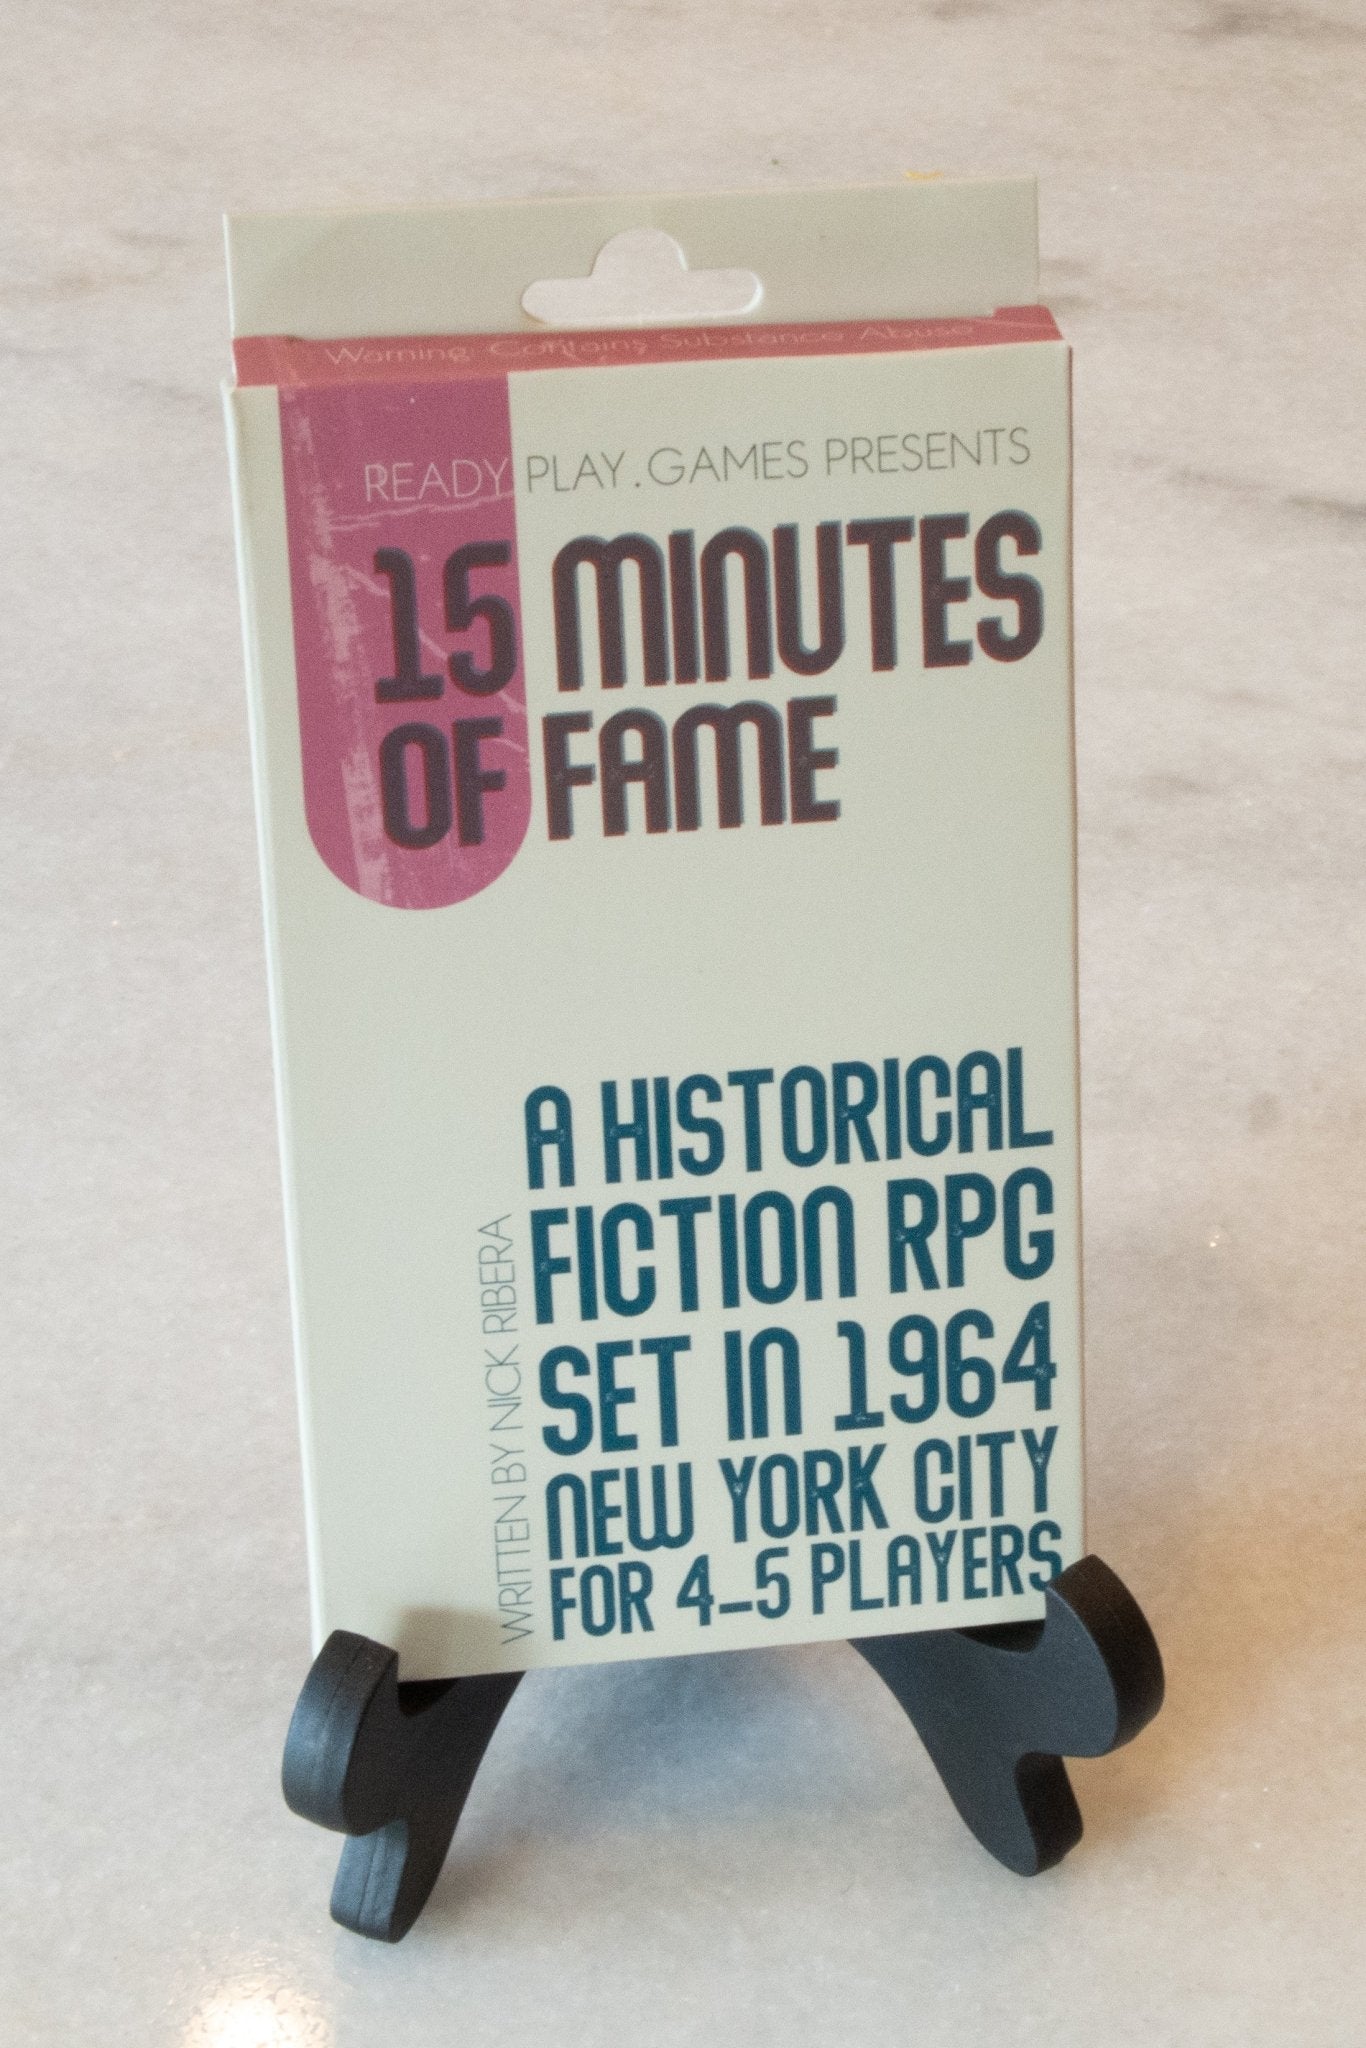 Warning Contains Substance Abuse
READY PLAY.GAMES PRESENTS
15 MINUTES
OF FAME
A HISTORICAL
FICTION RPG
SET IN 1964
NEW YORK CITY
FOR 4-5 PLAYERS
WRITTEN BY NICK RIBERA